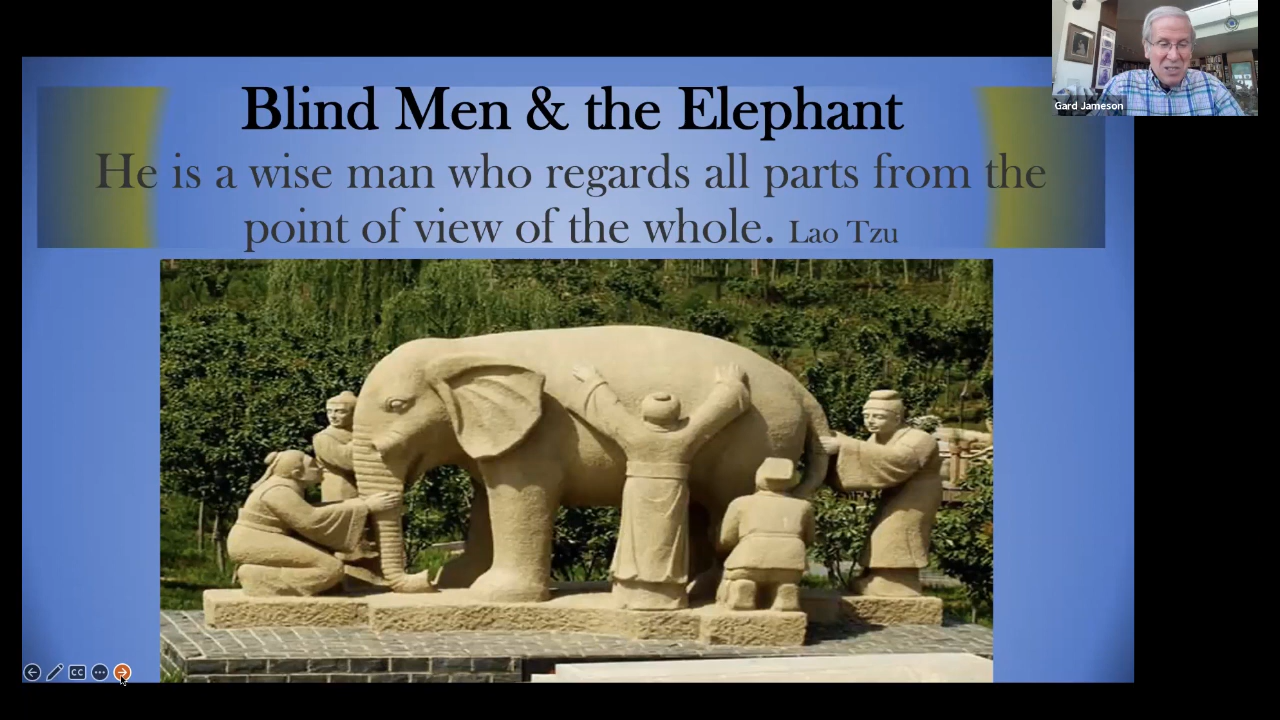 Blind Men & the Elephant
He is a wise man who regards all parts from the
point of view of the whole. Lao Tzu
Gard Jameson
CC